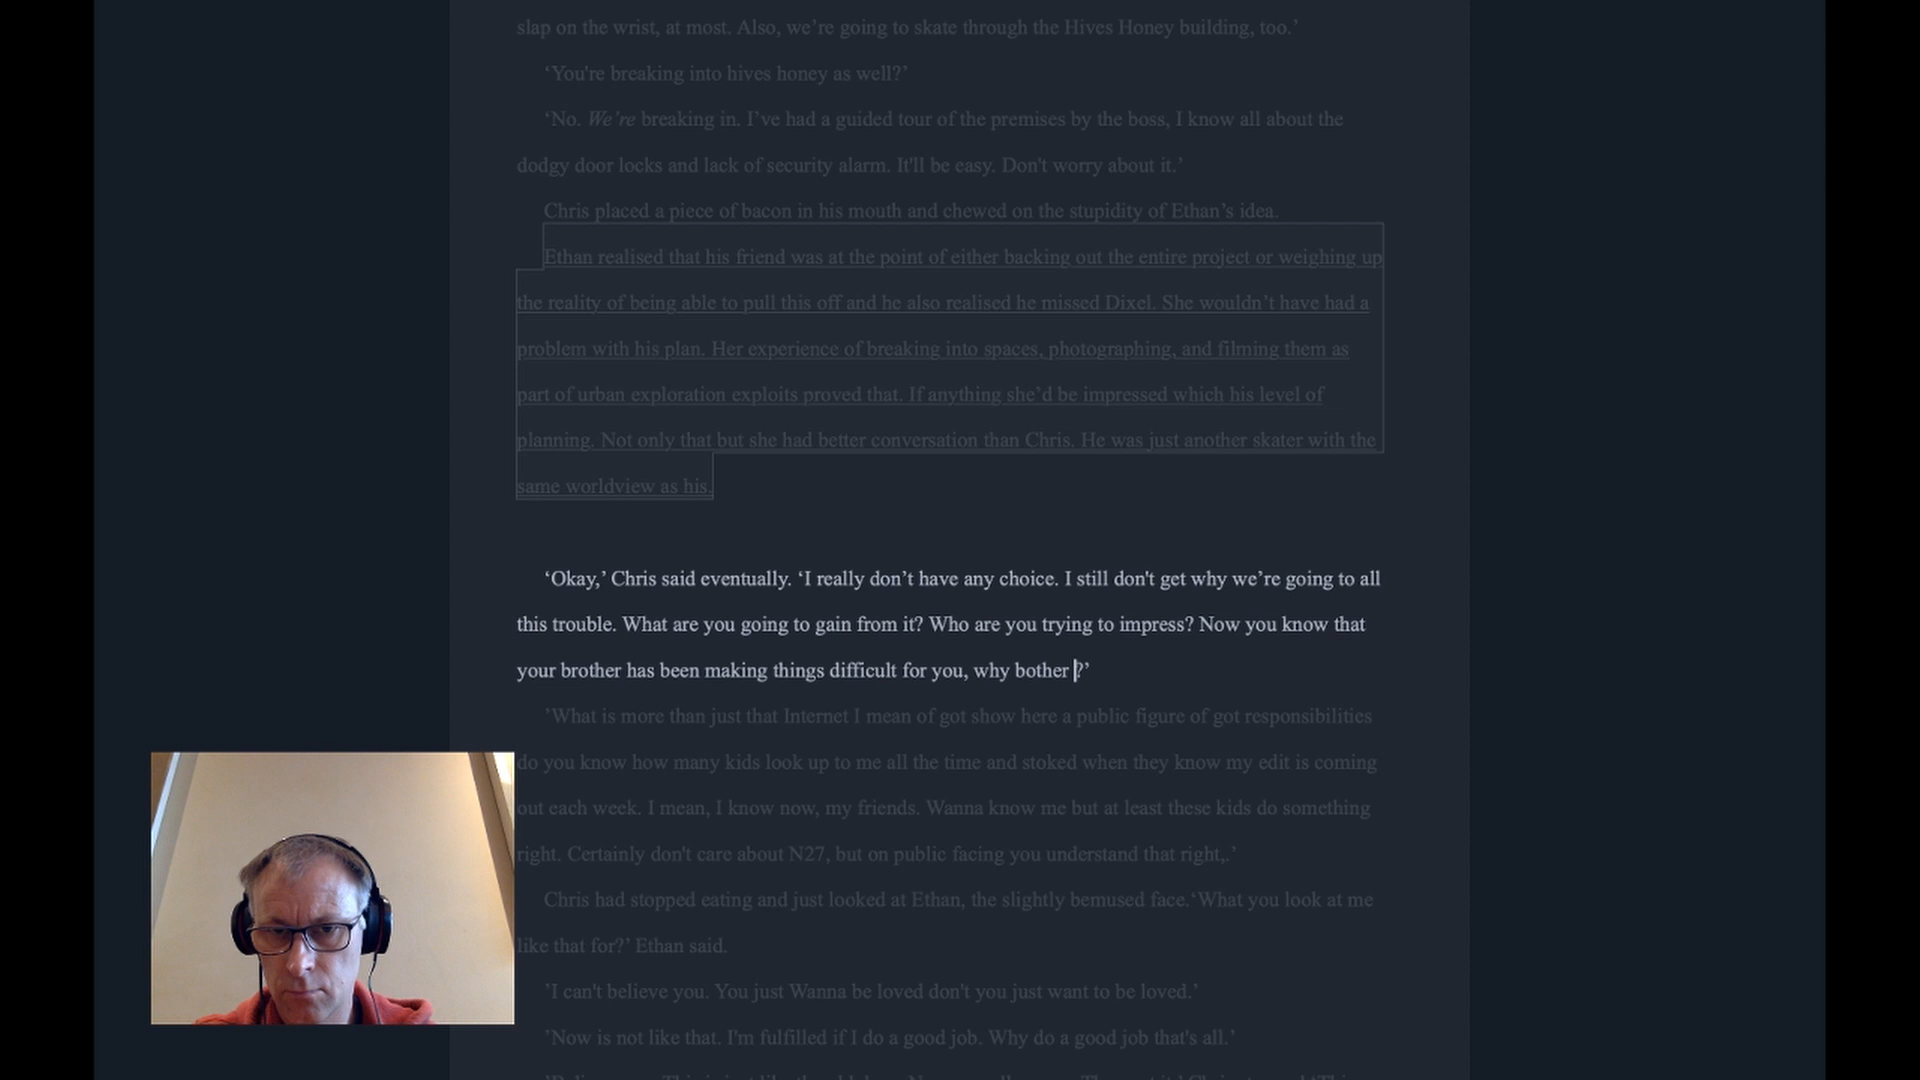 slap on the wrist, at most. Also, we’re going to skate through the Hives Honey building, too.’
‘You're breaking into hives honey as well?’
‘No. We’re breaking in. I’ve had a guided tour of the premises by the boss, I know all about the
dodgy door locks and lack of security alarm. It'll be easy. Don't worry about it.’
Chris placed a piece of bacon in his mouth and chewed on the stupidity of Ethan’s idea.
Ethan realised that his friend was at the point of either backing out the entire project or weighing up
the reality of being able to pull this off and he also realised he missed Dixel. She wouldn’t have had a
problem with his plan. Her experience of breaking into spaces, photographing, and filming them as
part of urban exploration exploits proved that. If anything she’d be impressed which his level of
planning. Not only that but she had better conversation than Chris. He was just another skater with the
same worldview as his.
‘Okay,’ Chris said eventually. ‘I really don’t have any choice. I still don't get why we’re going to all
this trouble. What are you going to gain from it? Who are you trying to impress? Now you know that
your brother has been making things difficult for you, why bother ?’
’What is more than just that Internet I mean of got show here a public figure of got responsibilities
do you know how many kids look up to me all the time and stoked when they know my edit is coming
out each week. I mean, I know now, my friends. Wanna know me but at least these kids do something
right. Certainly don't care about N27, but on public facing you understand that right,.’
Chris had stopped eating and just looked at Ethan, the slightly bemused face.‘What you look at me
like that for?’ Ethan said.
’I can't believe you. You just Wanna be loved don't you just want to be loved.’
’Now is not like that. I'm fulfilled if I do a good job. Why do a good job that's all.’